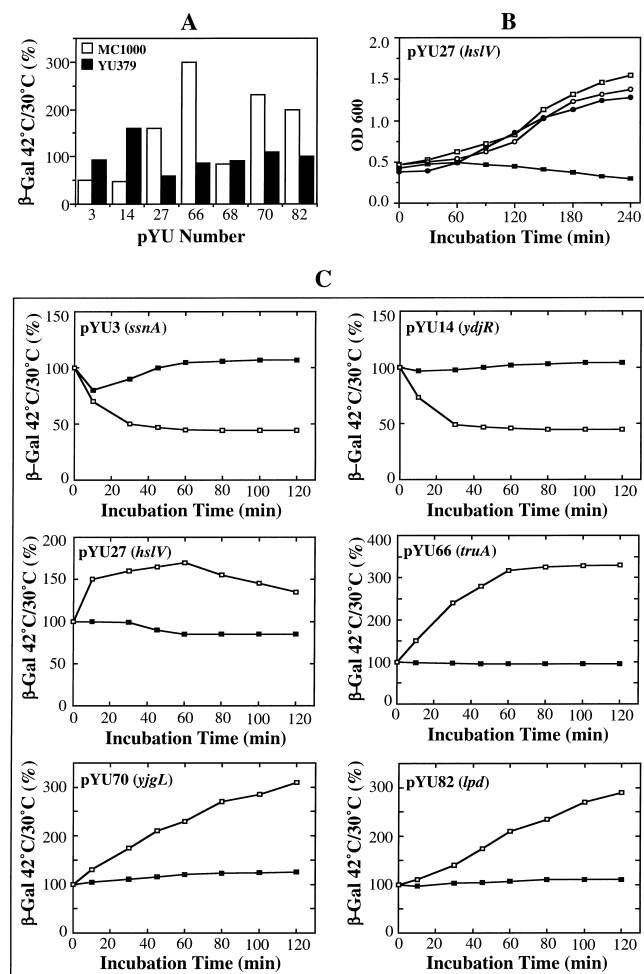 A
B
β–Gal 42˚C/30˚C (%)
300
200
100
50
0
MC1000
YU379
3 14 27 66 68 70 82
pYU Number
pYU27 (hslV)
OD 600
2.0
1.5
1.0
0.5
0.0
0 60 120 180 240
Incubation Time (min)
C
pYU3 (ssnA)
β–Gal 42˚C/30˚C (%)
150
100
50
0
0 20 40 60 80 100 120
Incubation Time (min)
pYU14 (ydjR)
β–Gal 42˚C/30˚C (%)
150
100
50
0
0 20 40 60 80 100 120
Incubation Time (min)
pYU27 (hslV)
β–Gal 42˚C/30˚C (%)
200
150
100
50
0
0 20 40 60 80 100 120
Incubation Time (min)
pYU66 (truA)
β–Gal 42˚C/30˚C (%)
400
300
200
100
0
0 20 40 60 80 100 120
Incubation Time (min)
pYU70 (yjgL)
β–Gal 42˚C/30˚C (%)
300
200
100
0
0 20 40 60 80 100 120
Incubation Time (min)
pYU82 (lpd)
β–Gal 42˚C/30˚C (%)
300
200
100
0
0 20 40 60 80 100 120
Incubation Time (min)